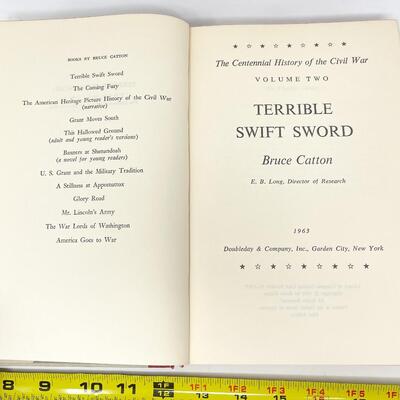 BOOKS BY BRUCE CATTON
Terrible Swift Sword
The Coming Fury
The American Heritage Picture History of the Civil War
(narrative)
Grant Moves South
This Hallowed Ground
(adult and young reader's versions)
Banners at Shenandoah
(a novel for young readers)
U. S. Grant and the Military Tradition
A Stillness at Appomattox
Glory Road
Mr. Lincoln's Army
The War Lords of Washington
America Goes to War
The Centennial History of the Civil War
VOLUME TWO
TERRIBLE
SWIFT SWORD
Bruce Catton
E. B. Long, Director of Research
1963
Doubleday & Company, Inc., Garden City, New York
8 9 10 11 1F 1F1 1F2 1F3 1F4 1F5 1F